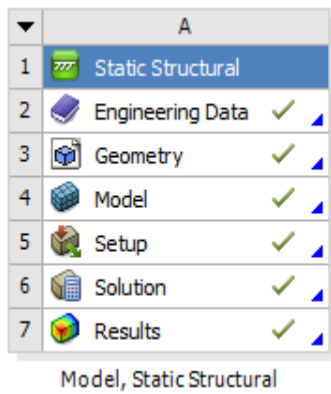 A
1 Static Structural
2 Engineering Data
3 Geometry
4 Model
5 Setup
6 Solution
7 Results
Model, Static Structural